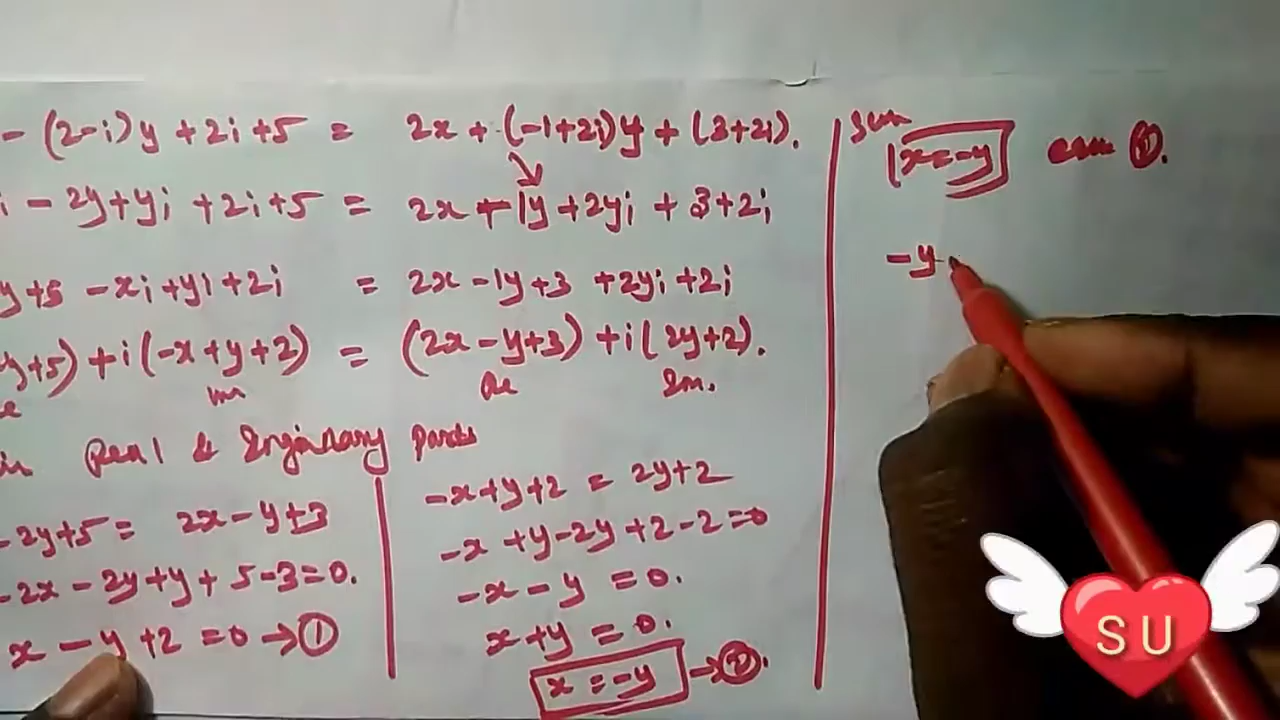 - (2-i)y + 2i + 5 = 2x + (-1+2i)y + (3+2i).
i - 2y + yi + 2i + 5 = 2x - 1y + 2yi + 3 + 2i
y + 5 - xi + yi + 2i = 2x - 1y + 3 + 2yi + 2i
y + 5) + i(-x + y + 2) = (2x - y + 3) + i(2y + 2).
Im Re Im.
Real & Imginary Parts
- 2y + 5 = 2x - y + 3
- 2x - 2y + y + 5 - 3 = 0.
x - y + 2 = 0 → ①
-x + y + 2 = 2y + 2
-x + y - 2y + 2 - 2 = 0
-x - y = 0.
x + y = 0.
x = -y → ②.
x = -y
-y -
S U